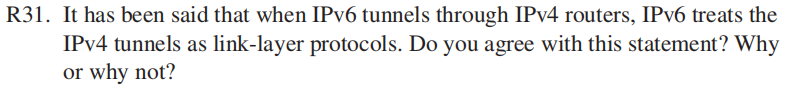 R31. It has been said that when IPv6 tunnels through IPv4 routers, IPv6 treats the
IPv4 tunnels as link-layer protocols. Do you agree with this statement? Why
or why not?